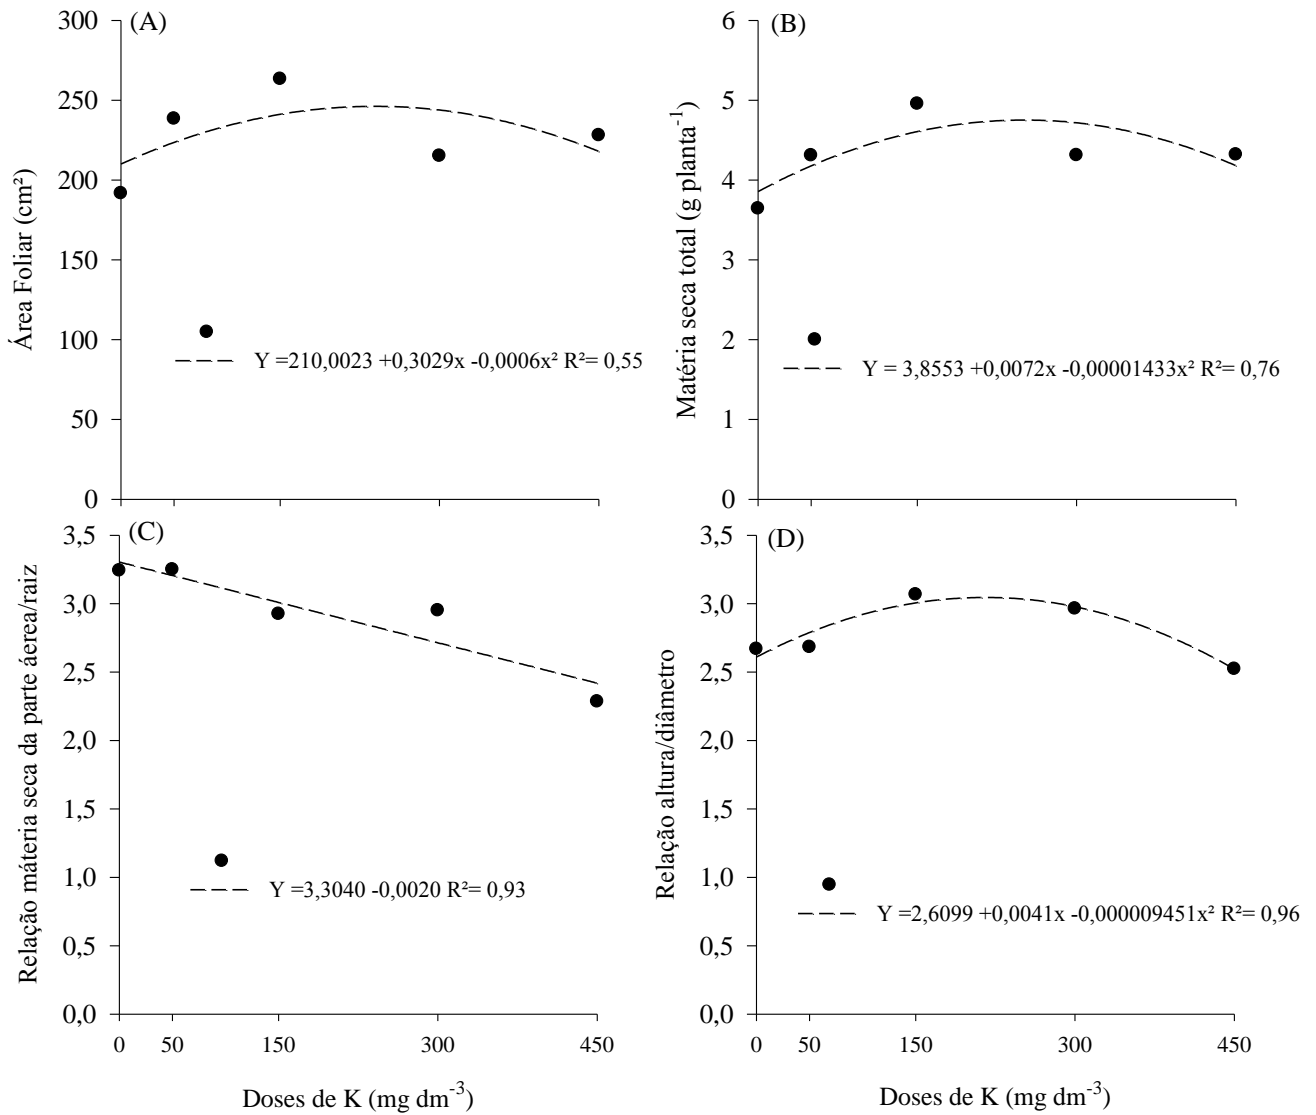 (A)
Área Foliar (cm²)
300
250
200
150
100
50
0
Y =210,0023 +0,3029x -0,0006x² R²= 0,55
(B)
Matéria seca total (g planta⁻¹)
6
5
4
3
2
1
0
Y = 3,8553 +0,0072x -0,00001433x² R²= 0,76
(C)
Relação máteria seca da parte áerea/raiz
3,5
3,0
2,5
2,0
1,5
1,0
0,5
0,0
Y =3,3040 -0,0020 R²= 0,93
0 50 150 300 450
Doses de K (mg dm⁻³)
(D)
Relação altura/diâmetro
3,5
3,0
2,5
2,0
1,5
1,0
0,5
0,0
Y =2,6099 +0,0041x -0,000009451x² R²= 0,96
0 50 150 300 450
Doses de K (mg dm⁻³)